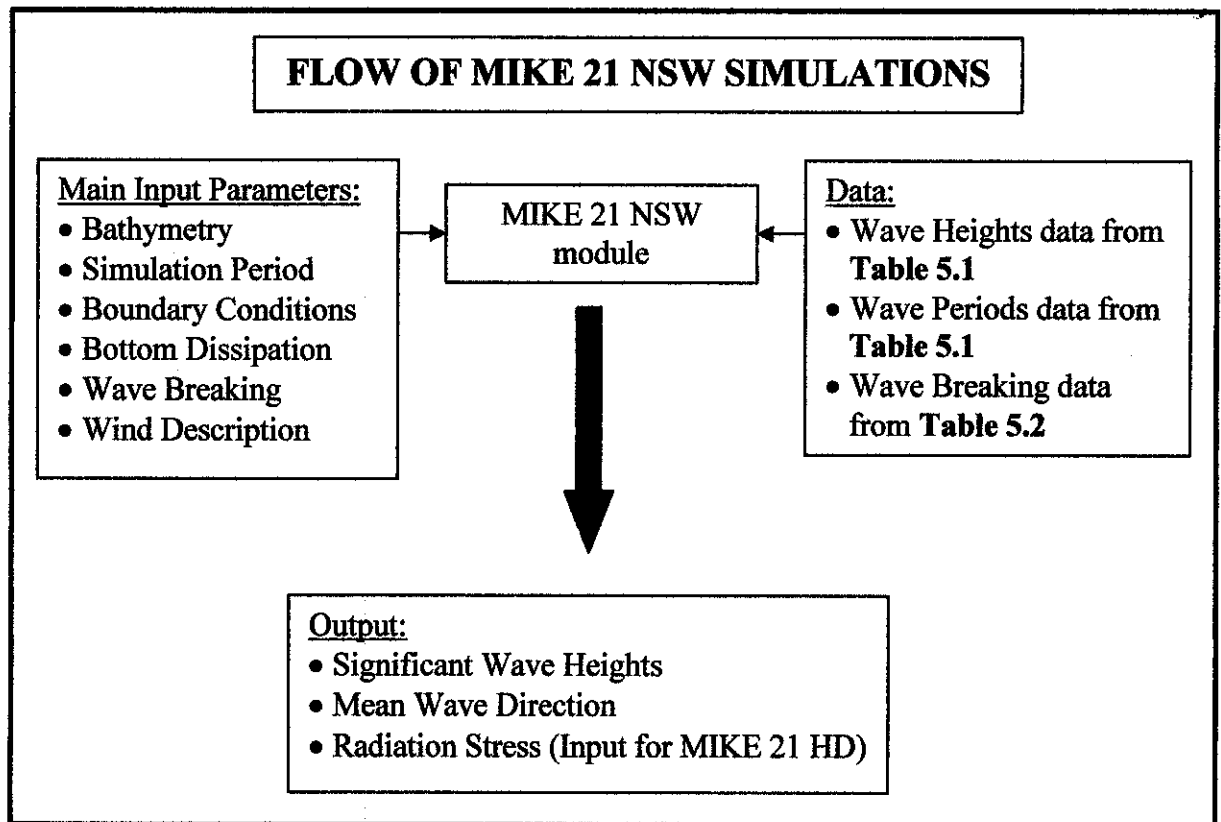 FLOW OF MIKE 21 NSW SIMULATIONS
Main Input Parameters:
• Bathymetry
• Simulation Period
• Boundary Conditions
• Bottom Dissipation
• Wave Breaking
• Wind Description
MIKE 21 NSW
module
Data:
• Wave Heights data from
Table 5.1
• Wave Periods data from
Table 5.1
• Wave Breaking data
from Table 5.2
Output:
• Significant Wave Heights
• Mean Wave Direction
• Radiation Stress (Input for MIKE 21 HD)